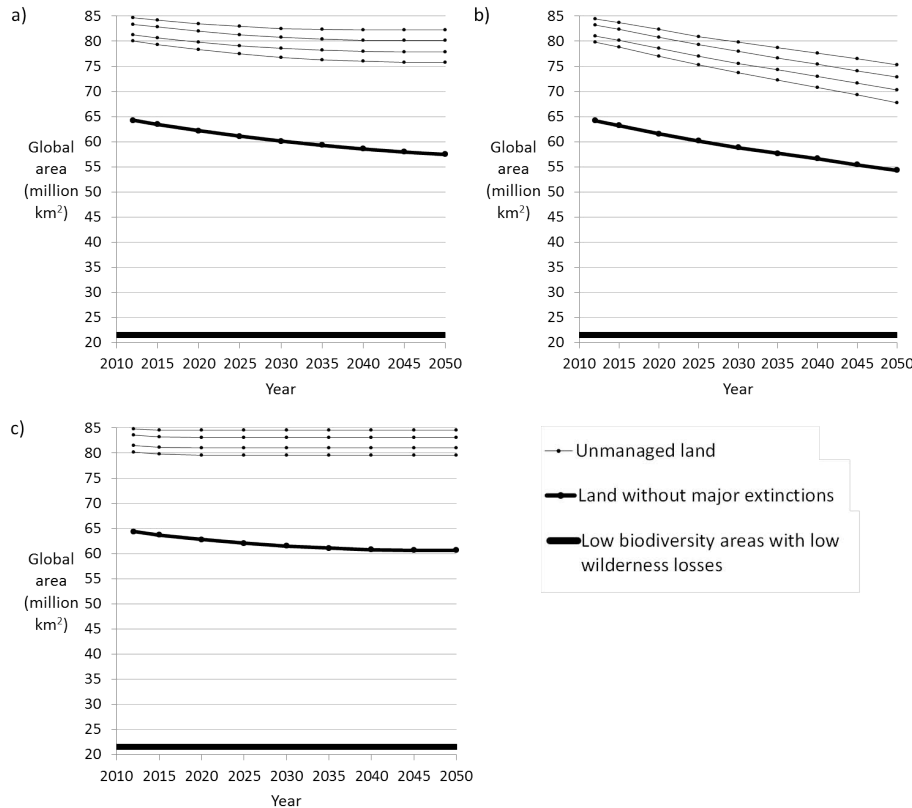 a)
85
80
75
70
65
60
55
50
45
40
35
30
25
20
Global
area
(million
km²)
2010 2015 2020 2025 2030 2035 2040 2045 2050
Year
b)
85
80
75
70
65
60
55
50
45
40
35
30
25
20
Global
area
(million
km²)
2010 2015 2020 2025 2030 2035 2040 2045 2050
Year
c)
85
80
75
70
65
60
55
50
45
40
35
30
25
20
Global
area
(million
km²)
2010 2015 2020 2025 2030 2035 2040 2045 2050
Year
Unmanaged land
Land without major extinctions
Low biodiversity areas with low
wilderness losses